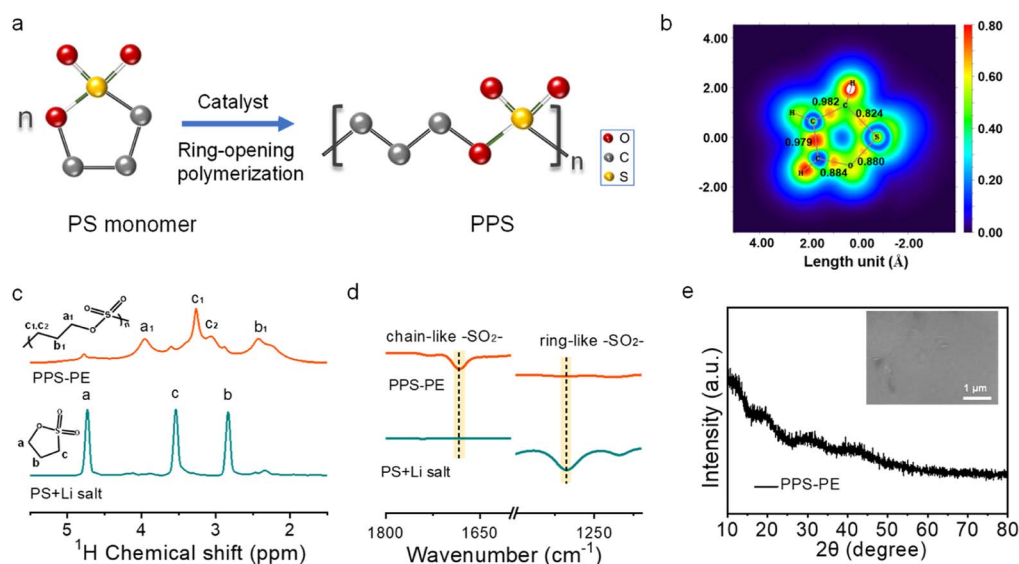 a
n
Catalyst
Ring-opening
polymerization
n
O
C
S
PS monomer
PPS
b
4.00
2.00
0.00
-2.00
4.00 2.00 0.00 -2.00
Length unit (Å)
H
H
C
C
C
S
O
H
0.982
0.824
0.979
0.880
0.884
0.80
0.60
0.40
0.20
0.00
c
C₁,C₂
b₁
a₁
O
S
O
O
n
a₁
C₁
C₂
b₁
PPS-PE
a
c
b
O
S
O
O
a
b
c
PS+Li salt
5 4 3 2
¹H Chemical shift (ppm)
d
chain-like -SO₂-
ring-like -SO₂-
PPS-PE
PS+Li salt
1800 1650 1250
Wavenumber (cm⁻¹)
e
Intensity (a.u.)
1 μm
PPS-PE
10 20 30 40 50 60 70 80
2θ (degree)